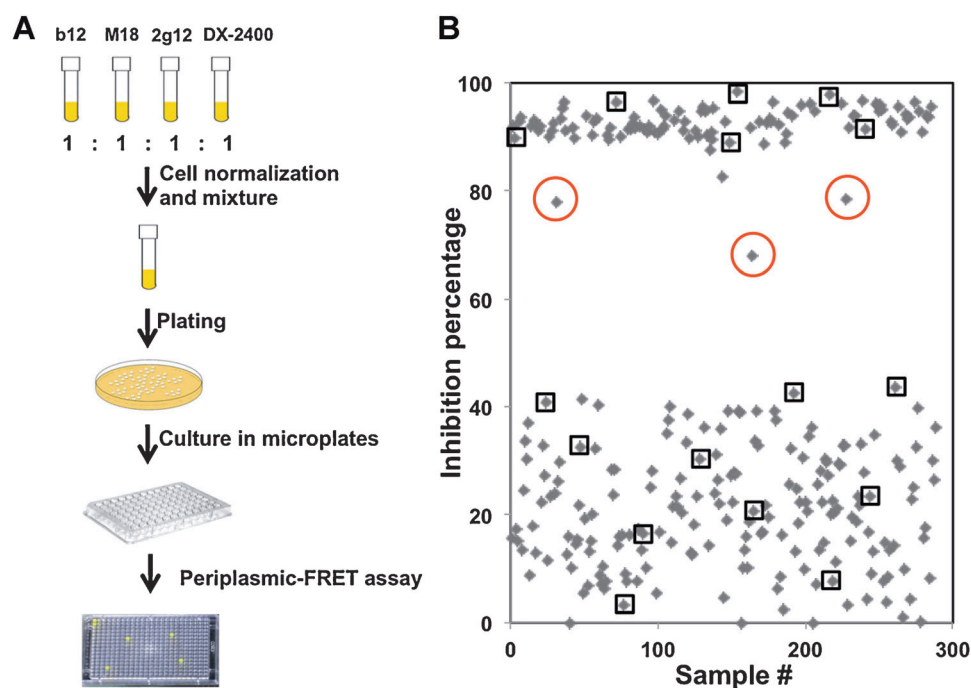 A
b12 M18 2g12 DX-2400
1 : 1 : 1 : 1
Cell normalization
and mixture
Plating
Culture in microplates
Periplasmic-FRET assay
B
Inhibition percentage
100
80
60
40
20
0
0 100 200 300
Sample #